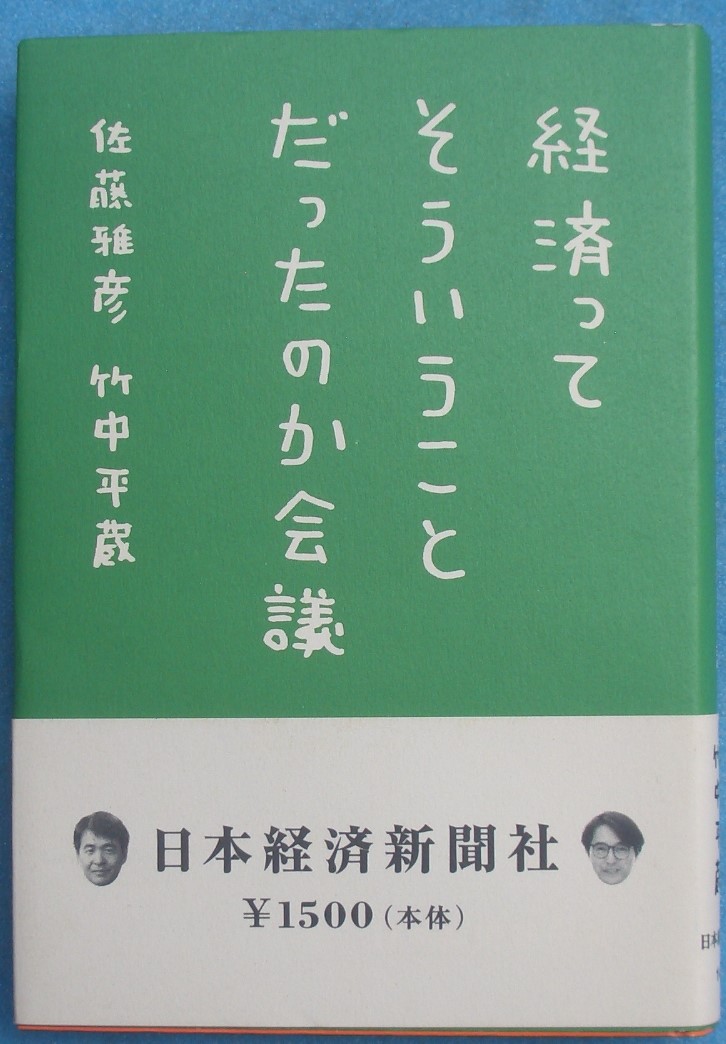 経済って
そういうこと
だったのか会議
佐藤雅彦 竹中平蔵
日本経済新聞社
¥1500(本体)